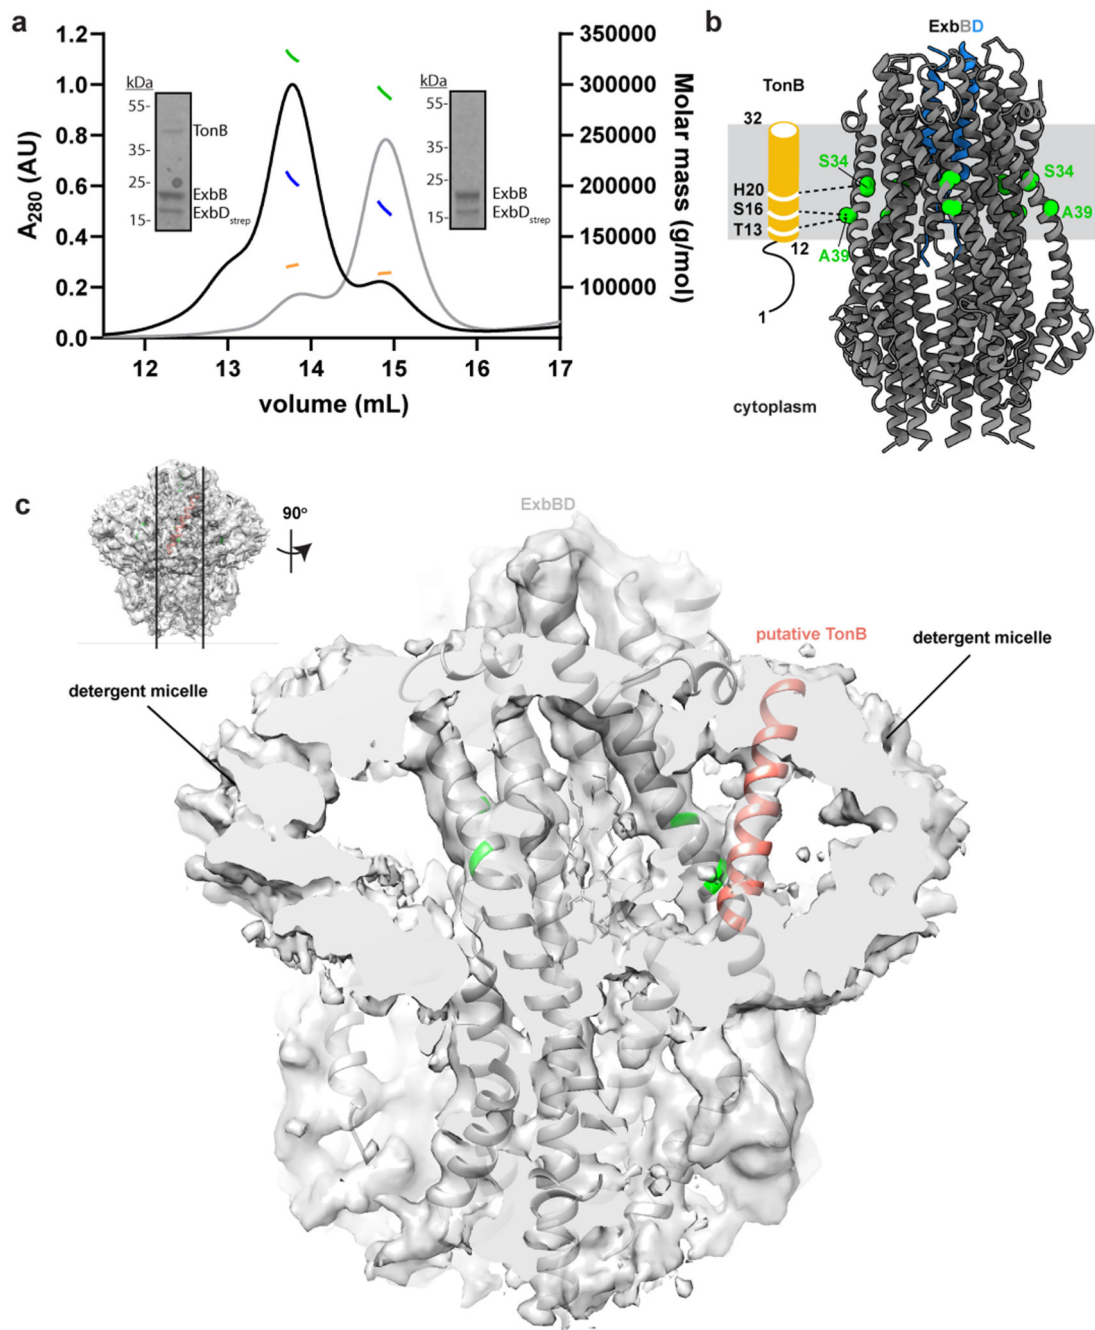 a
1.2
1.0
0.8
0.6
0.4
0.2
0.0
A280 (AU)
kDa
55-
35-
25-
15-
TonB
ExbB
ExbDstrep
kDa
55-
35-
25-
15-
ExbB
ExbDstrep
350000
300000
250000
200000
150000
100000
Molar mass (g/mol)
12 13 14 15 16 17
volume (mL)
b
ExbBD
TonB
32
S34
S34
H20
S16
T13
A39
A39
12
1
cytoplasm
c
90°
ExbBD
putative TonB
detergent micelle
detergent micelle